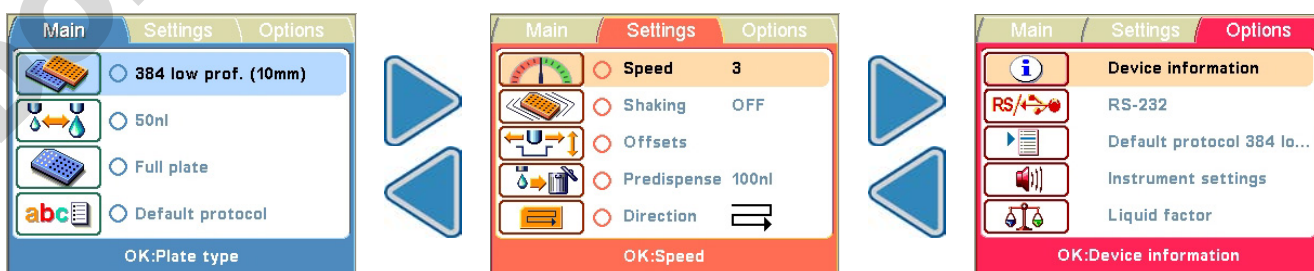 Main Settings Options
384 low prof. (10mm)
50nl
Full plate
abc Default protocol
OK:Plate type
Main Settings Options
Speed 3
Shaking OFF
Offsets
Predispense 100nl
Direction
OK:Speed
Main Settings Options
i Device information
RS/ RS-232
Default protocol 384 lo...
Instrument settings
Liquid factor
OK:Device information